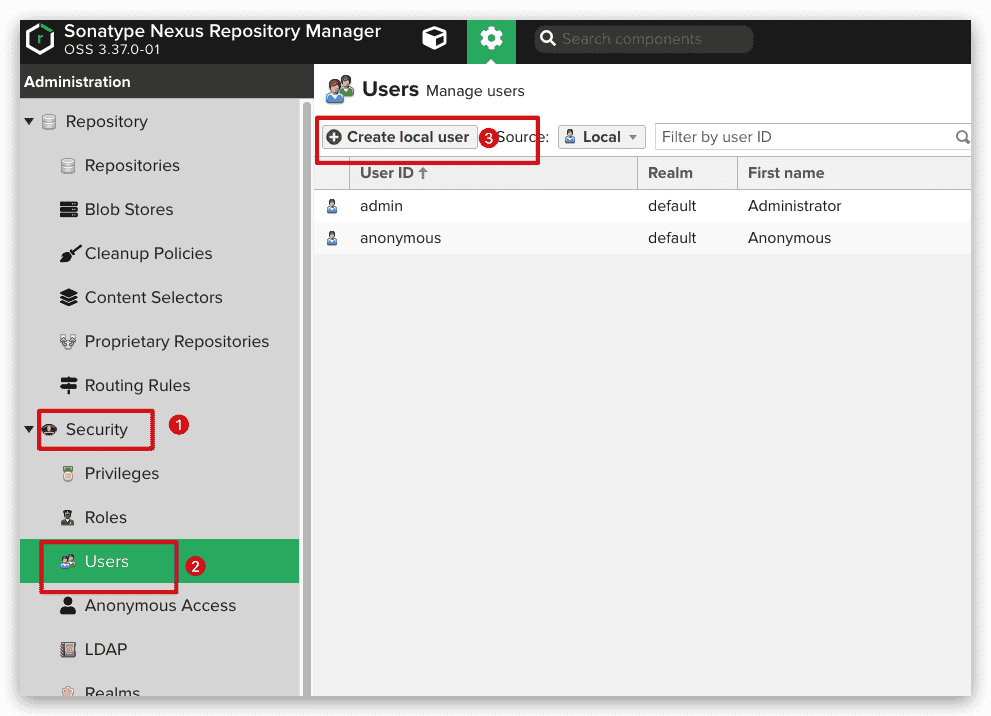 Sonatype Nexus Repository Manager
OSS 3.37.0-01
Search components
Administration
Users Manage users
Repository
Create local user 3 Source: Local Filter by user ID
Repositories
User ID Realm First name
Blob Stores
admin default Administrator
anonymous default Anonymous
Cleanup Policies
Content Selectors
Proprietary Repositories
Routing Rules
Security 1
Privileges
Roles
Users 2
Anonymous Access
LDAP
Realms